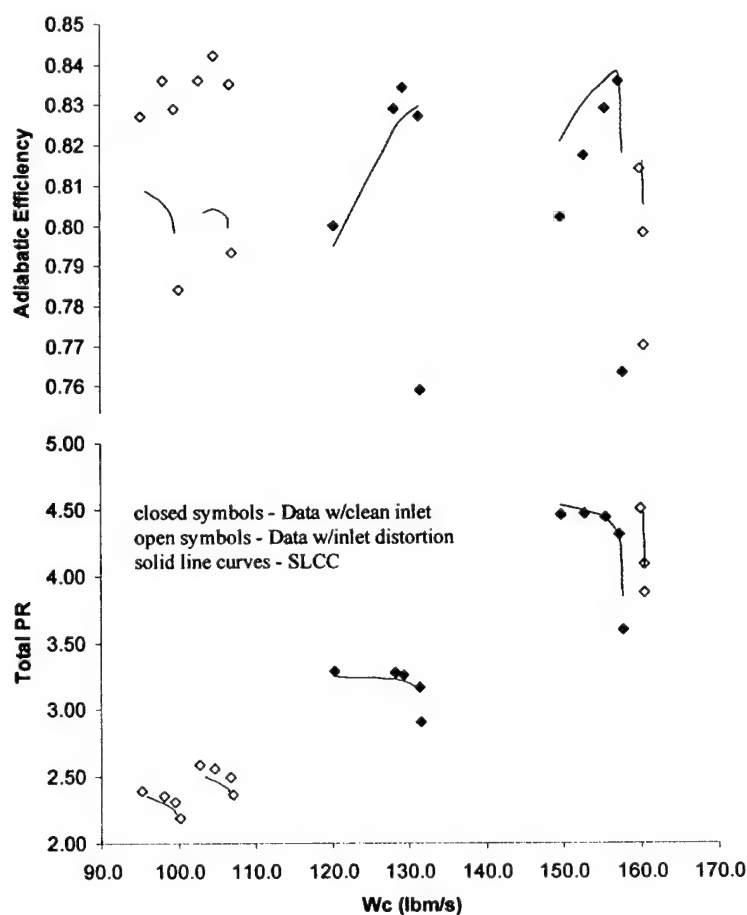 0.85
0.84
0.83
0.82
0.81
0.80
0.79
0.78
0.77
0.76
Adiabatic Efficiency
5.00
4.50
4.00
3.50
3.00
2.50
2.00
Total PR
closed symbols - Data w/clean inlet
open symbols - Data w/inlet distortion
solid line curves - SLCC
90.0 100.0 110.0 120.0 130.0 140.0 150.0 160.0 170.0
Wc (lbm/s)